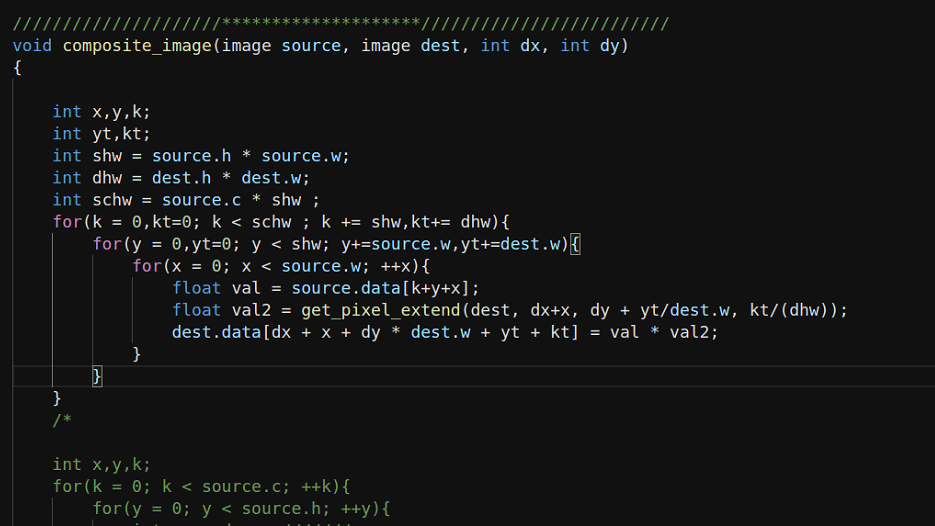 /////////////////////********************/////////////////////////
void composite_image(image source, image dest, int dx, int dy)
{
int x,y,k;
int yt,kt;
int shw = source.h * source.w;
int dhw = dest.h * dest.w;
int schw = source.c * shw ;
for(k = 0,kt=0; k < schw ; k += shw,kt+= dhw){
for(y = 0,yt=0; y < shw; y+=source.w,yt+=dest.w){
for(x = 0; x < source.w; ++x){
float val = source.data[k+y+x];
float val2 = get_pixel_extend(dest, dx+x, dy + yt/dest.w, kt/(dhw));
dest.data[dx + x + dy * dest.w + yt + kt] = val * val2;
}
}
}
/*
int x,y,k;
for(k = 0; k < source.c; ++k){
for(y = 0; y < source.h; ++y){